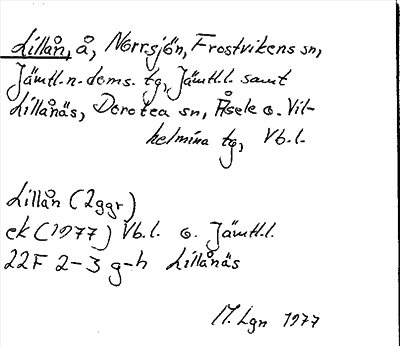 Lillån, å, Norrsjön, Frostvikens sn,
Jämtl.n.doms. tg, Jämtl.l. samt
Lillånäs, Dorotea sn, Åsele o. Vil-
helmina tg, Vb.l.
Lillån (2ggr)
ek (1977) Vb.l. o. Jämtl.l.
22F 2-3 g-h Lillånäs
M. Lgn 1977